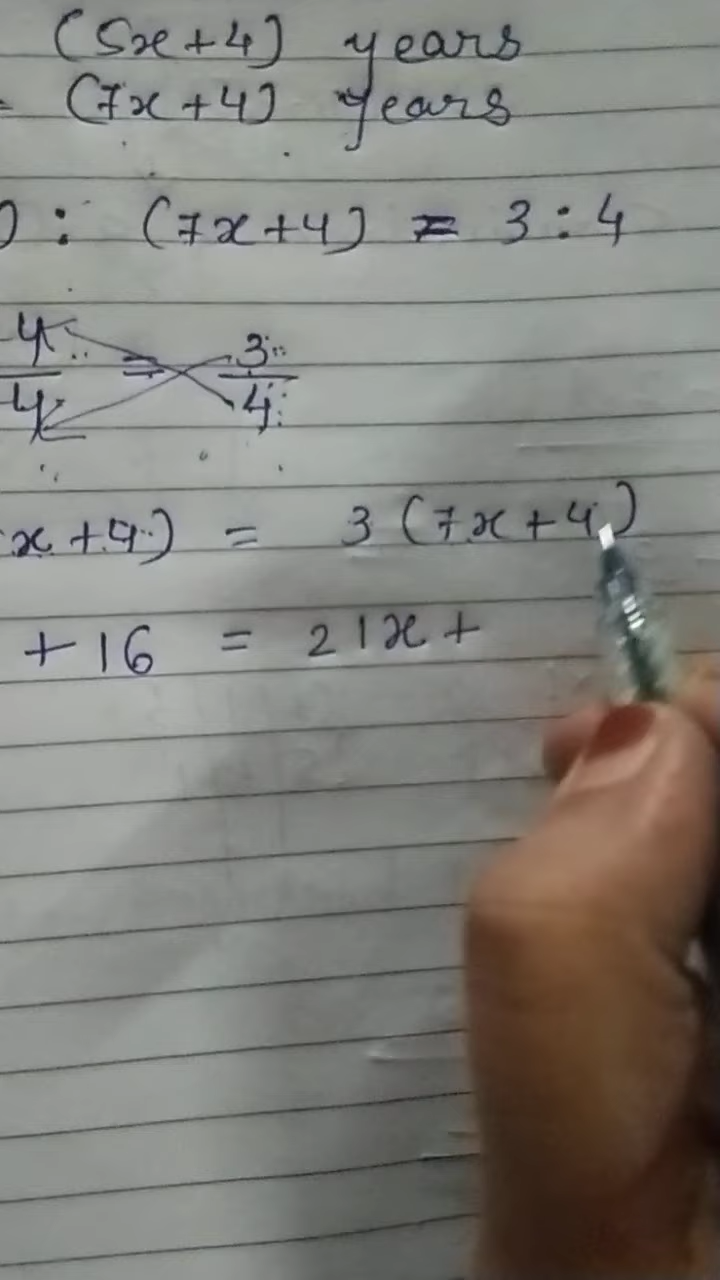 (5x+4) years
= (7x+4) years
) : (7x+4) = 3:4
4/4 = 3/4
x+4) = 3(7x+4)
+16 = 21x+